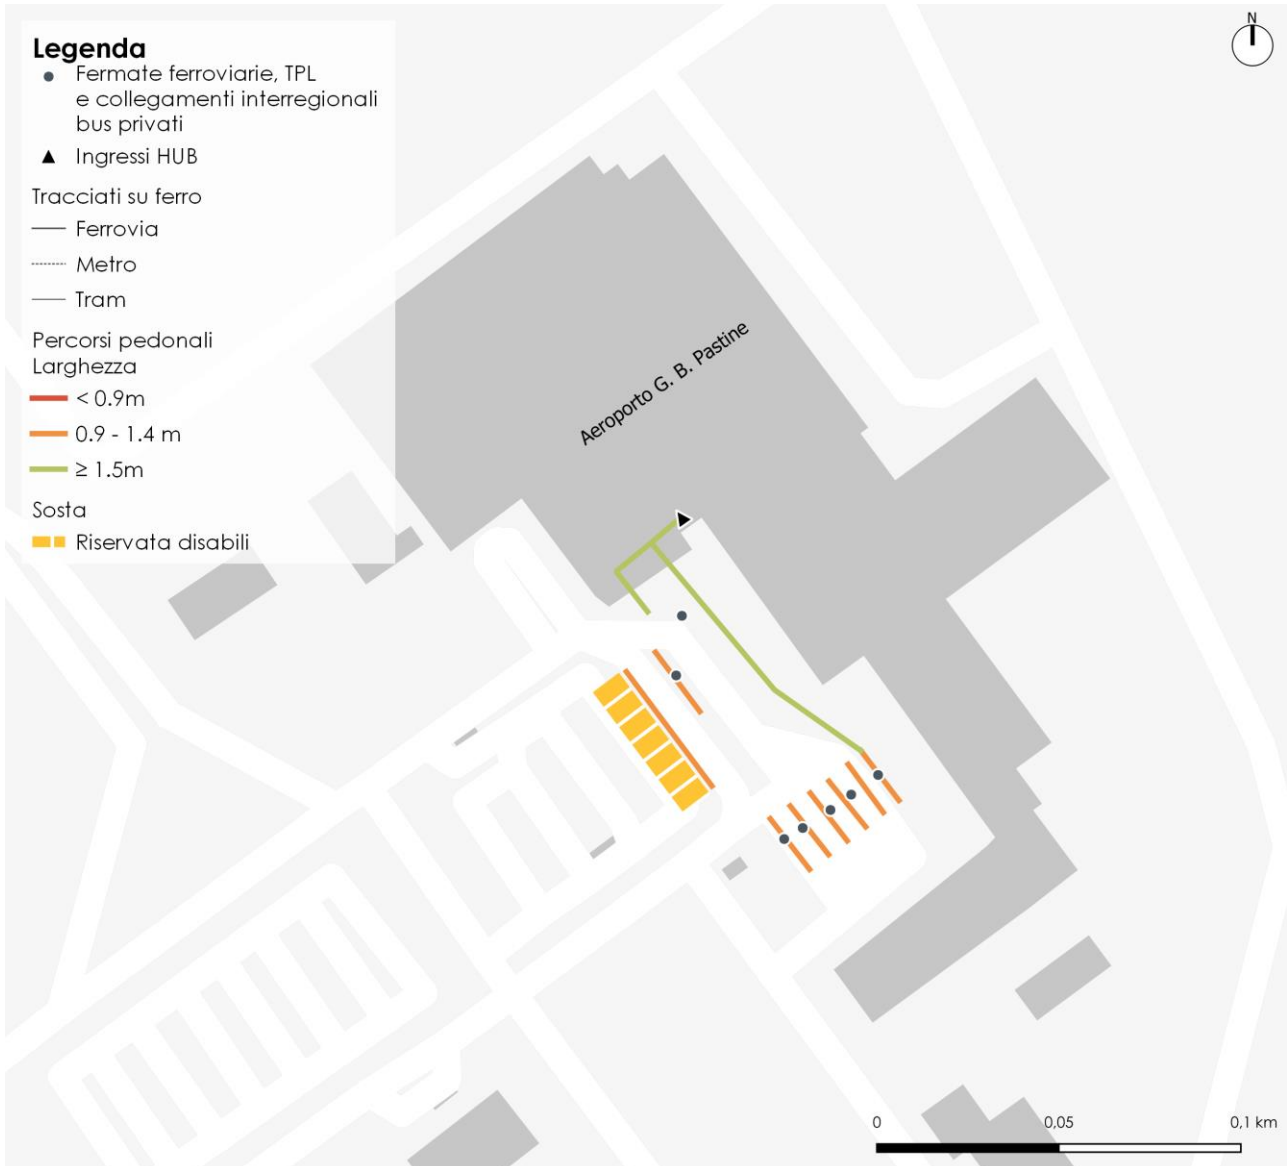 Legenda
Fermate ferroviarie, TPL
e collegamenti interregionali
bus privati
Ingressi HUB
Tracciati su ferro
Ferrovia
Metro
Tram
Percorsi pedonali
Larghezza
< 0.9m
0.9 - 1.4 m
≥ 1.5m
Sosta
Riservata disabili
N
Aeroporto G. B. Pastine
0 0,05 0,1 km